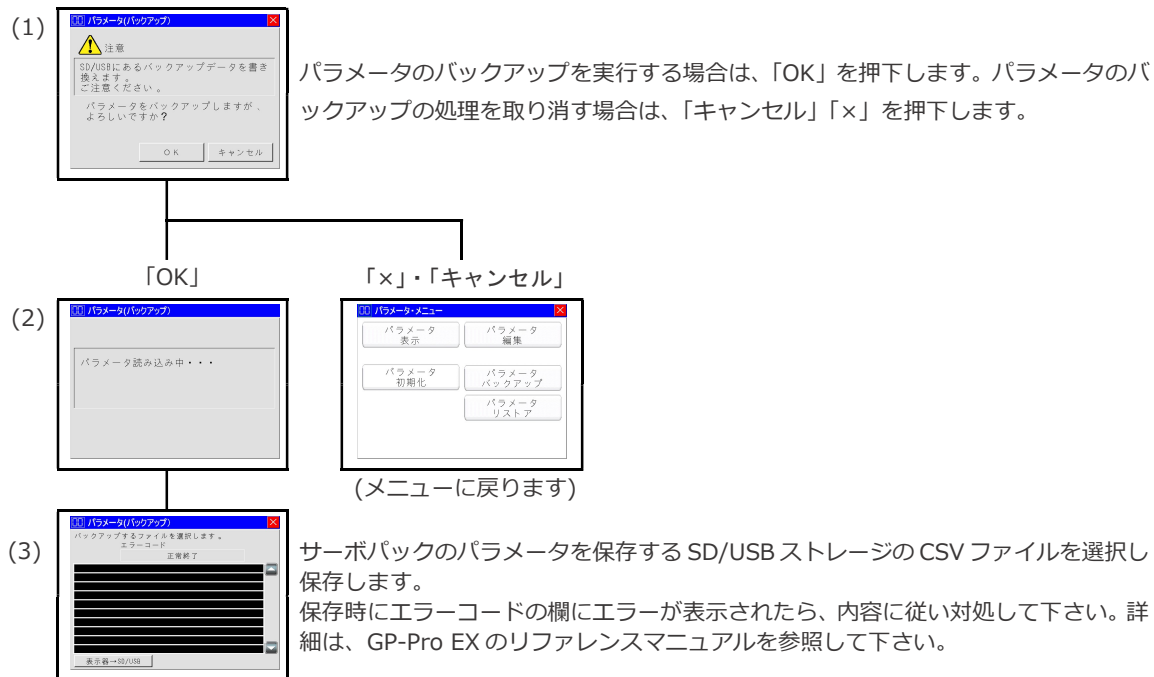 (1)
パラメータ(バックアップ)
注意
SD/USBにあるバックアップデータを書き
換えます。
ご注意ください。
パラメータをバックアップしますが、
よろしいですか?
OK キャンセル
パラメータのバックアップを実行する場合は、「OK」を押下します。パラメータのバ
ックアップの処理を取り消す場合は、「キャンセル」「×」を押下します。
「OK」
「×」・「キャンセル」
(2)
パラメータ(バックアップ)
パラメータ読み込み中・・・
パラメータ・メニュー
パラメータ
表示
パラメータ
編集
パラメータ
初期化
パラメータ
バックアップ
パラメータ
リストア
(メニューに戻ります)
(3)
パラメータ(バックアップ)
バックアップするファイルを選択します。
エラーコード
正常終了
表示器→SD/USB
サーボパックのパラメータを保存する SD/USB ストレージの CSV ファイルを選択し
保存します。
保存時にエラーコードの欄にエラーが表示されたら、内容に従い対処して下さい。詳
細は、GP-Pro EX のリファレンスマニュアルを参照して下さい。